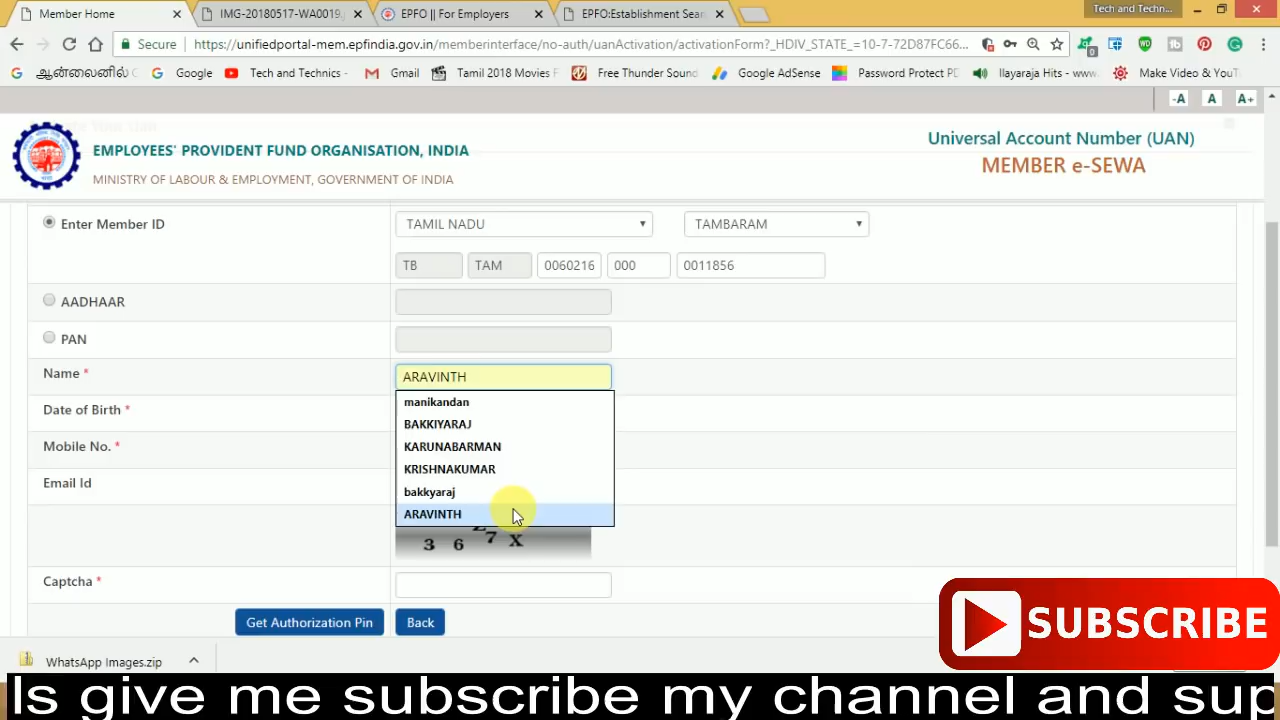 Member Home
IMG-20180517-WA0019.
EPFO || For Employers
EPFO:Establishment Sear
Tech and Techn...
Secure
https://unifiedportal-mem.epfindia.gov.in/memberinterface/no-auth/uanActivation/activationForm?_HDIV_STATE_=10-7-72D87FC66...
ஆன்லைனில்
Google
Tech and Technics -
Gmail
Tamil 2018 Movies F
Free Thunder Sound
Google AdSense
Password Protect PD
Ilayaraja Hits - www.
Make Video & YouT
-A A A+
EMPLOYEES' PROVIDENT FUND ORGANISATION, INDIA
MINISTRY OF LABOUR & EMPLOYMENT, GOVERNMENT OF INDIA
Universal Account Number (UAN)
MEMBER e-SEWA
Enter Member ID
TAMIL NADU
TAMBARAM
TB TAM 0060216 000 0011856
AADHAAR
PAN
Name *
ARAVINTH
manikandan
BAKKIYARAJ
KARUNABARMAN
KRISHNAKUMAR
bakkyaraj
ARAVINTH
Date of Birth *
Mobile No. *
Email Id
3 6 7 X
Captcha *
Get Authorization Pin
Back
SUBSCRIBE
WhatsApp Images.zip
ls give me subscribe my channel and sup